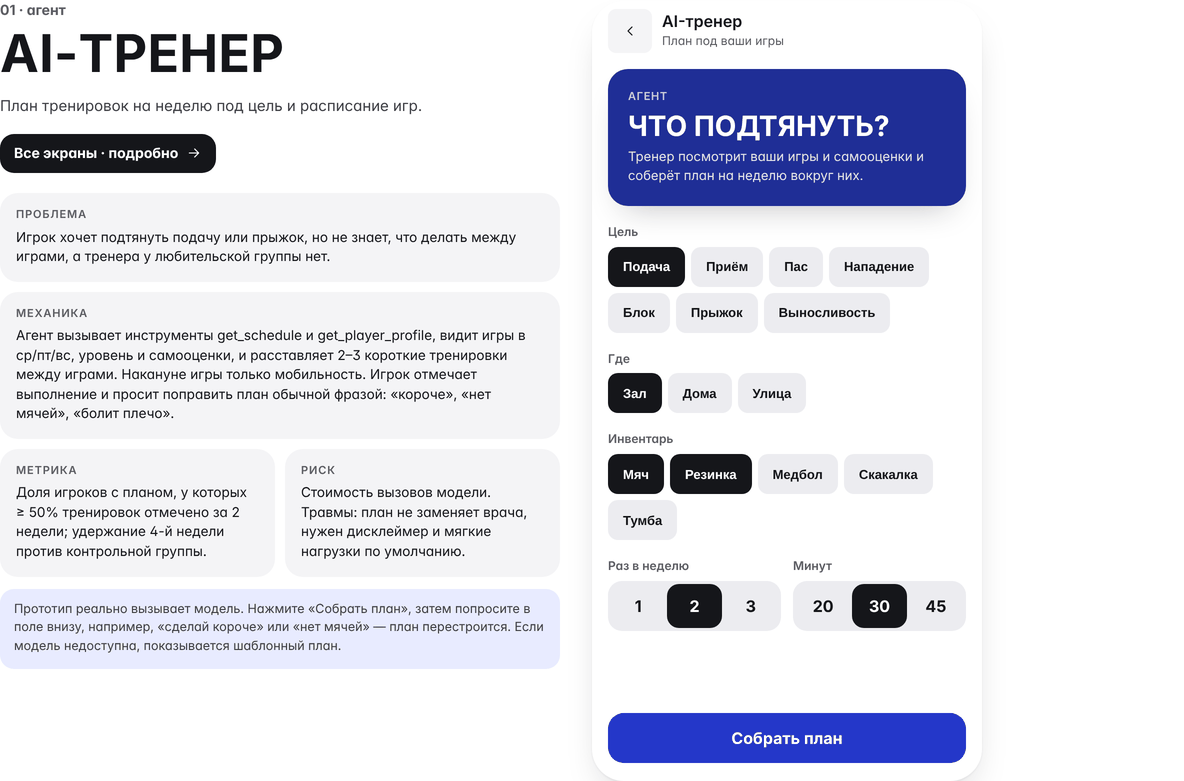 01 · агент
AI-ТРЕНЕР
План тренировок на неделю под цель и расписание игр.
Все экраны · подробно →
ПРОБЛЕМА
Игрок хочет подтянуть подачу или прыжок, но не знает, что делать между
играми, а тренера у любительской группы нет.
МЕХАНИКА
Агент вызывает инструменты get_schedule и get_player_profile, видит игры в
ср/пт/вс, уровень и самооценки, и расставляет 2–3 короткие тренировки
между играми. Накануне игры только мобильность. Игрок отмечает
выполнение и просит поправить план обычной фразой: «короче», «нет
мячей», «болит плечо».
МЕТРИКА
Доля игроков с планом, у которых
≥ 50% тренировок отмечено за 2
недели; удержание 4-й недели
против контрольной группы.
РИСК
Стоимость вызовов модели.
Травмы: план не заменяет врача,
нужен дисклеймер и мягкие
нагрузки по умолчанию.
Прототип реально вызывает модель. Нажмите «Собрать план», затем попросите в
поле внизу, например, «сделай короче» или «нет мячей» — план перестроится. Если
модель недоступна, показывается шаблонный план.
AI-тренер
План под ваши игры
АГЕНТ
ЧТО ПОДТЯНУТЬ?
Тренер посмотрит ваши игры и самооценки и
соберёт план на неделю вокруг них.
Цель
Подача Приём Пас Нападение
Блок Прыжок Выносливость
Где
Зал Дома Улица
Инвентарь
Мяч Резинка Медбол Скакалка
Тумба
Раз в неделю Минут
1 2 3 20 30 45
Собрать план